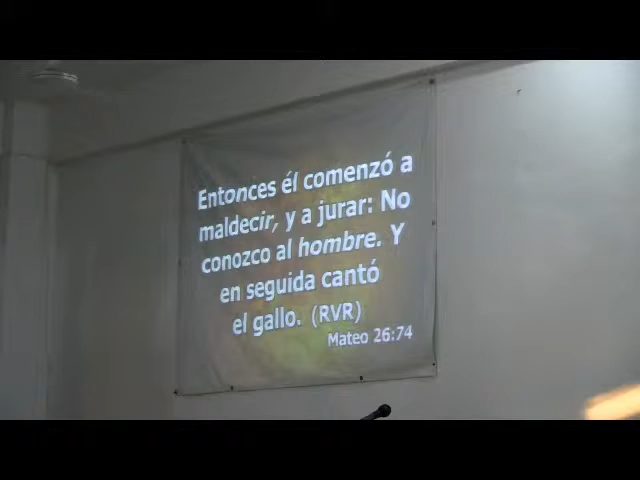 Entonces él comenzó a
maldecir, y a jurar: No
conozco al hombre. Y
en seguida cantó
el gallo. (RVR)
Mateo 26:74